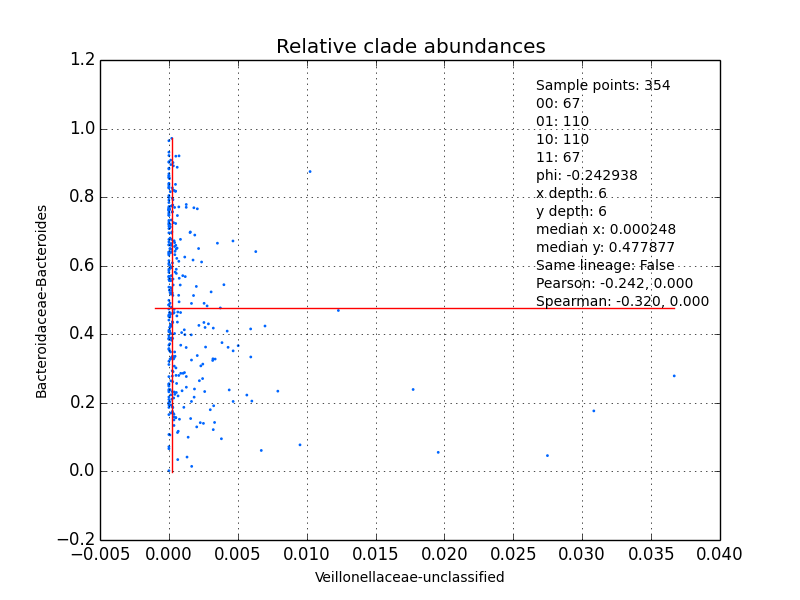 Relative clade abundances
1.2
1.0
0.8
0.6
0.4
0.2
0.0
−0.2
Bacteroidaceae-Bacteroides
Sample points: 354
00: 67
01: 110
10: 110
11: 67
phi: -0.242938
x depth: 6
y depth: 6
median x: 0.000248
median y: 0.477877
Same lineage: False
Pearson: -0.242, 0.000
Spearman: -0.320, 0.000
−0.005 0.000 0.005 0.010 0.015 0.020 0.025 0.030 0.035 0.040
Veillonellaceae-unclassified